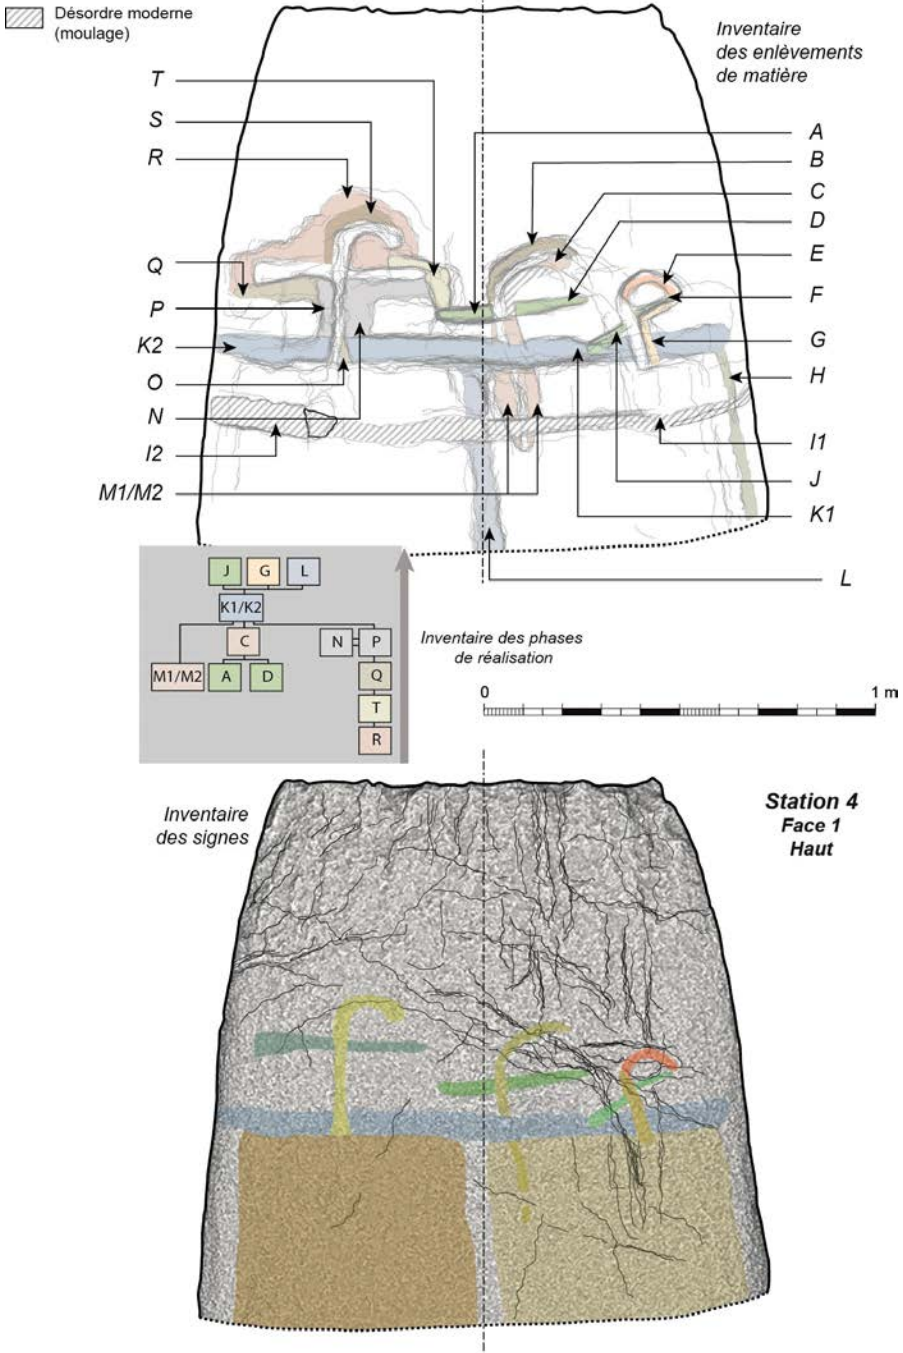 Désordre moderne
(moulage)
Inventaire
des enlèvements
de matière
T
S
R
Q
P
K2
O
N
I2
M1/M2
A
B
C
D
E
F
G
H
I1
J
K1
L
J G L
K1/K2
C N P
M1/M2 A D Q
T
R
Inventaire des phases
de réalisation
0 1 m
Inventaire
des signes
Station 4
Face 1
Haut